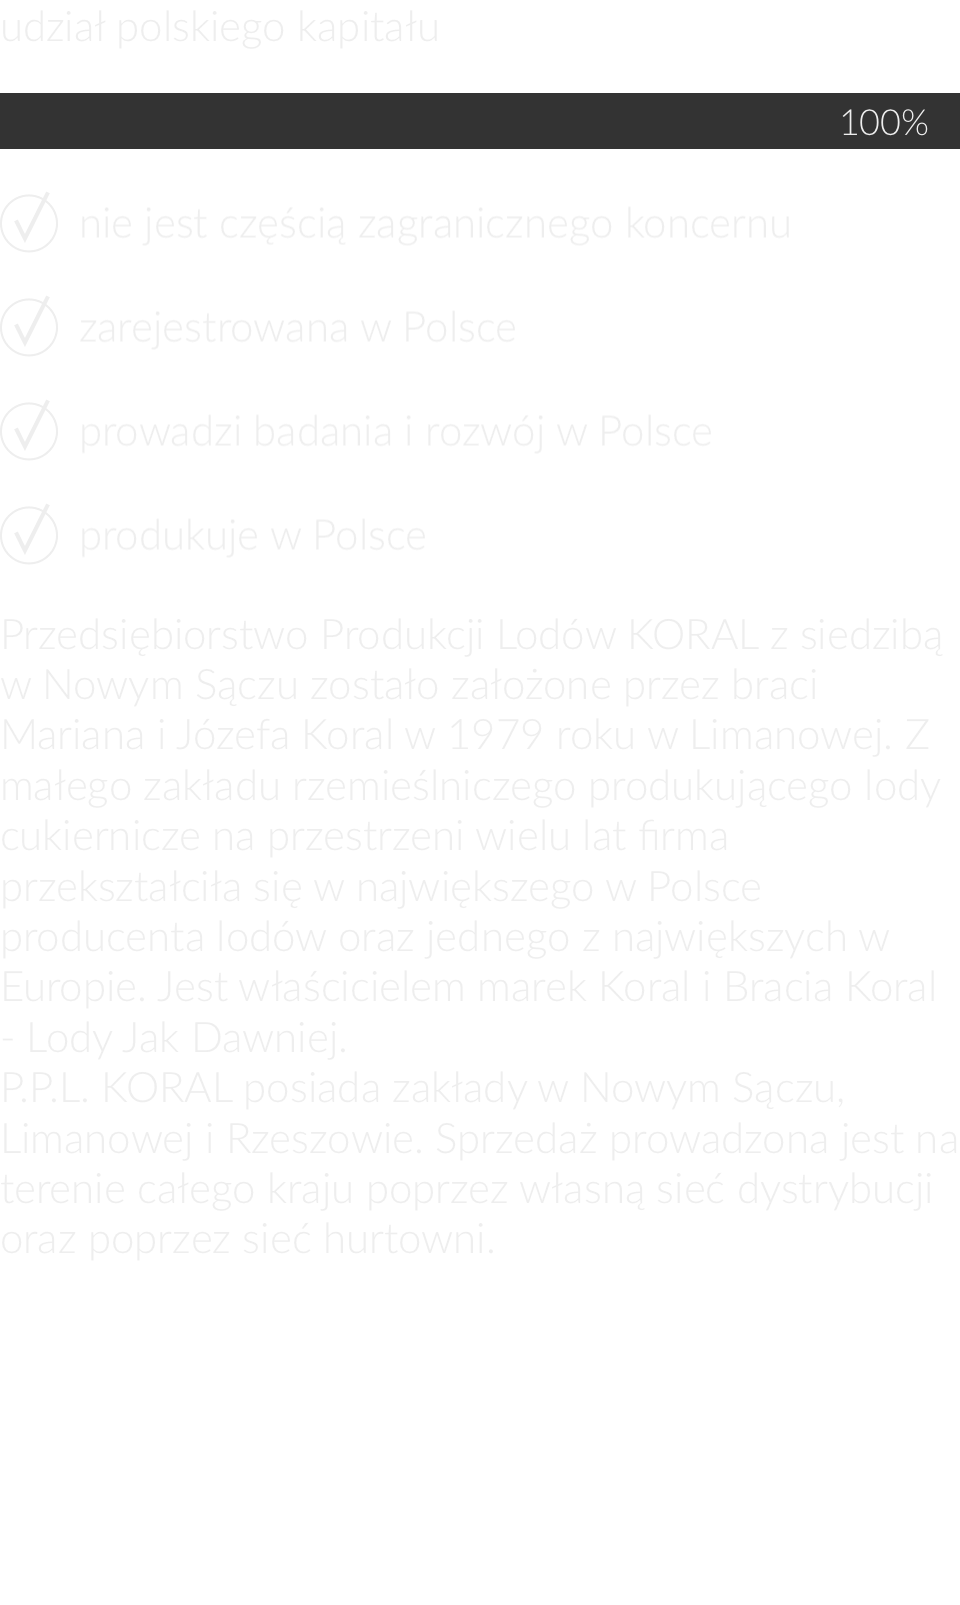 udział polskiego kapitału
100%
nie jest częścią zagranicznego koncernu
zarejestrowana w Polsce
prowadzi badania i rozwój w Polsce
produkuje w Polsce
Przedsiębiorstwo Produkcji Lodów KORAL z siedzibą
w Nowym Sączu zostało założone przez braci
Mariana i Józefa Koral w 1979 roku w Limanowej. Z
małego zakładu rzemieślniczego produkującego lody
cukiernicze na przestrzeni wielu lat firma
przekształciła się w największego w Polsce
producenta lodów oraz jednego z największych w
Europie. Jest właścicielem marek Koral i Bracia Koral
- Lody Jak Dawniej.
P.P.L. KORAL posiada zakłady w Nowym Sączu,
Limanowej i Rzeszowie. Sprzedaż prowadzona jest na
terenie całego kraju poprzez własną sieć dystrybucji
oraz poprzez sieć hurtowni.